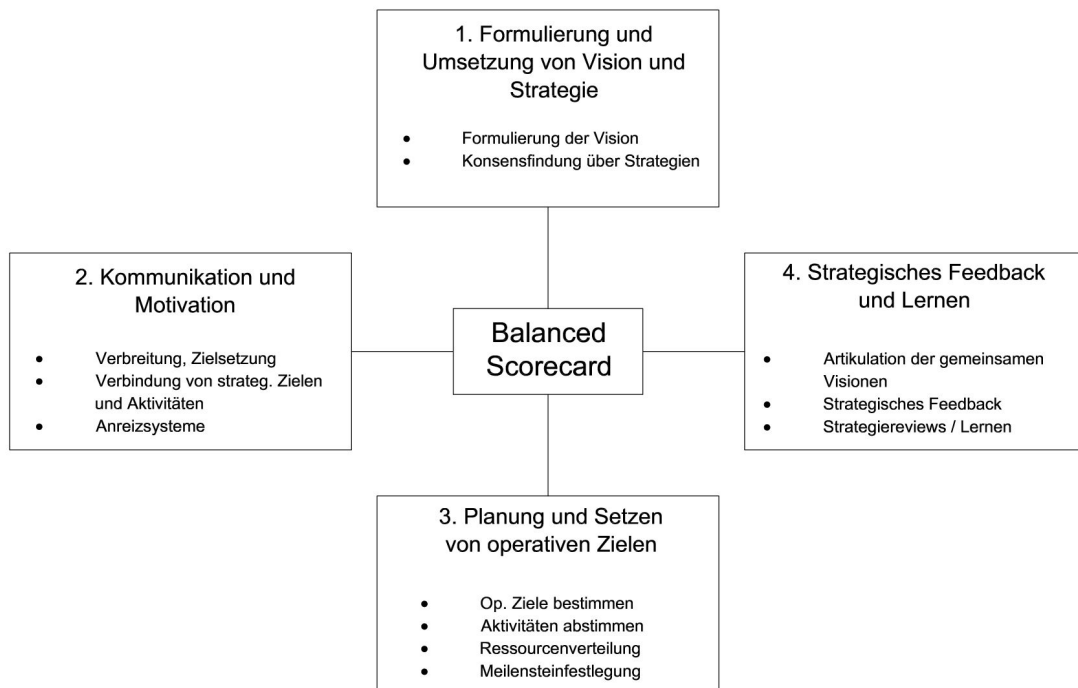 1. Formulierung und
Umsetzung von Vision und
Strategie
• Formulierung der Vision
• Konsensfindung über Strategien
2. Kommunikation und
Motivation
• Verbreitung, Zielsetzung
• Verbindung von strateg. Zielen
und Aktivitäten
• Anreizsysteme
Balanced
Scorecard
4. Strategisches Feedback
und Lernen
• Artikulation der gemeinsamen
Visionen
• Strategisches Feedback
• Strategiereviews / Lernen
3. Planung und Setzen
von operativen Zielen
• Op. Ziele bestimmen
• Aktivitäten abstimmen
• Ressourcenverteilung
• Meilensteinfestlegung